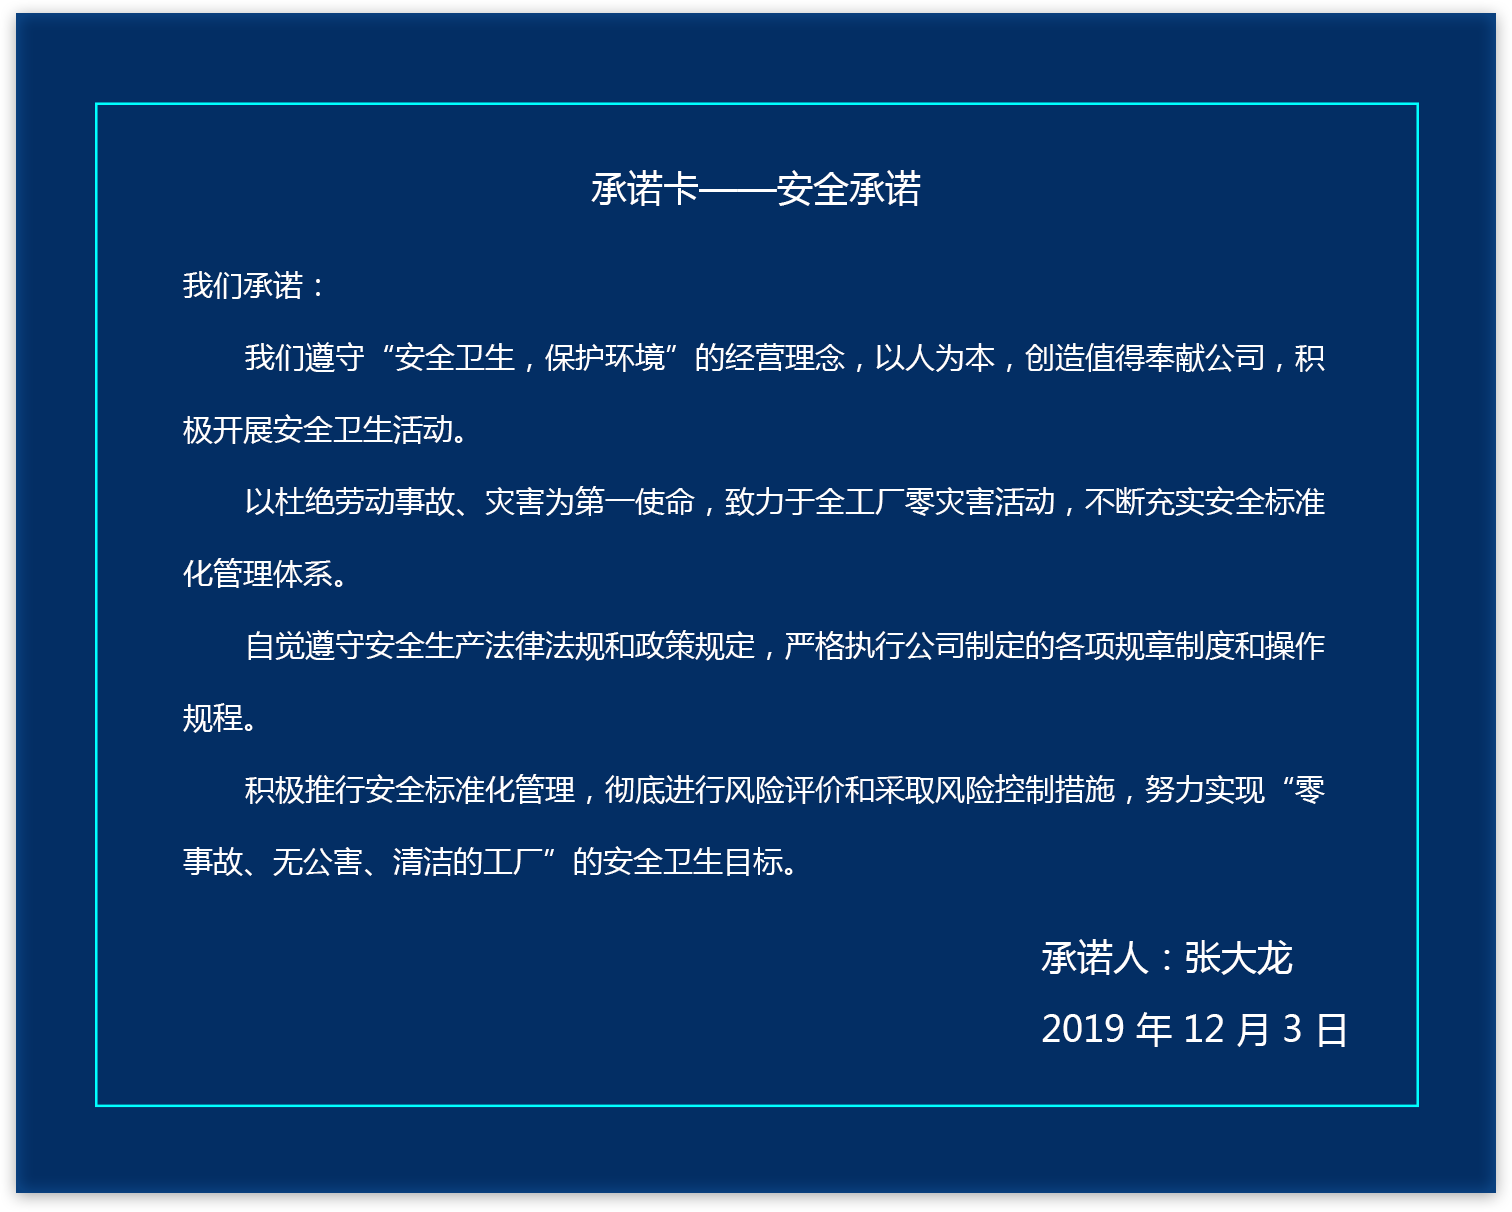 承诺卡——安全承诺
我们承诺：
我们遵守“安全卫生，保护环境”的经营理念，以人为本，创造值得奉献公司，积
极开展安全卫生活动。
以杜绝劳动事故、灾害为第一使命，致力于全工厂零灾害活动，不断充实安全标准
化管理体系。
自觉遵守安全生产法律法规和政策规定，严格执行公司制定的各项规章制度和操作
规程。
积极推行安全标准化管理，彻底进行风险评价和采取风险控制措施，努力实现“零
事故、无公害、清洁的工厂”的安全卫生目标。
承诺人：张大龙
2019 年 12 月 3 日